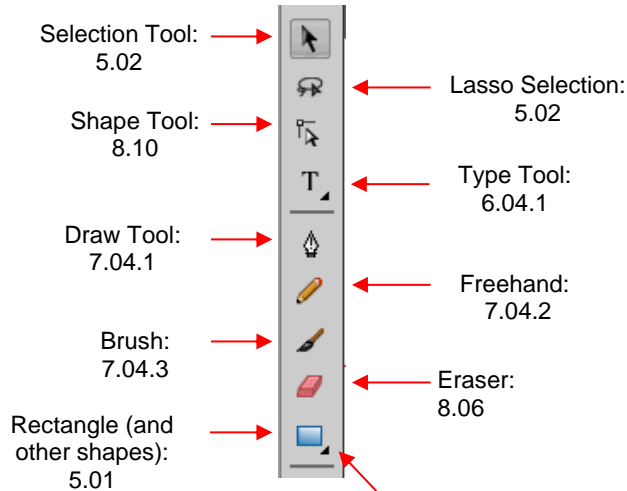 Selection Tool:
5.02
Lasso Selection:
5.02
Shape Tool:
8.10
Type Tool:
6.04.1
Draw Tool:
7.04.1
Freehand:
7.04.2
Brush:
7.04.3
Eraser:
8.06
Rectangle (and
other shapes):
5.01